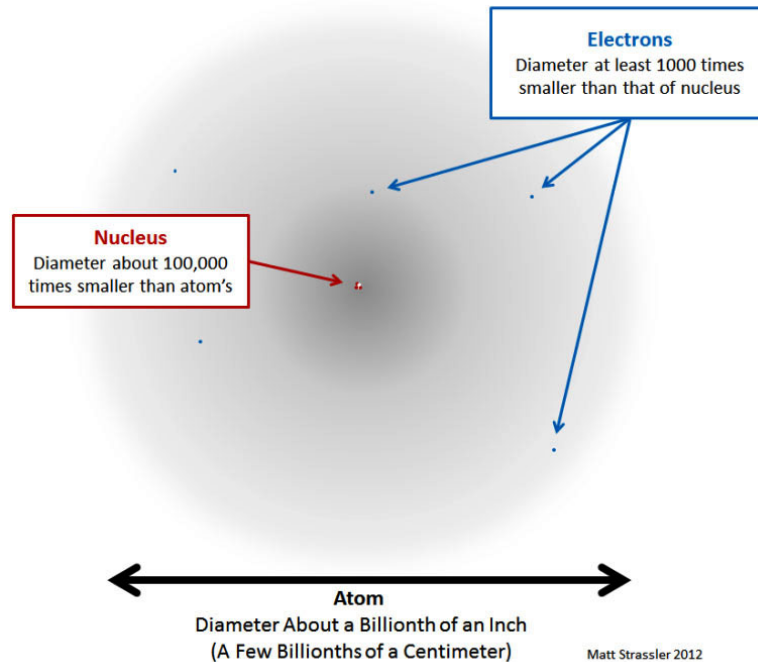 Electrons
Diameter at least 1000 times
smaller than that of nucleus
Nucleus
Diameter about 100,000
times smaller than atom's
Atom
Diameter About a Billionth of an Inch
(A Few Billionths of a Centimeter)
Matt Strassler 2012